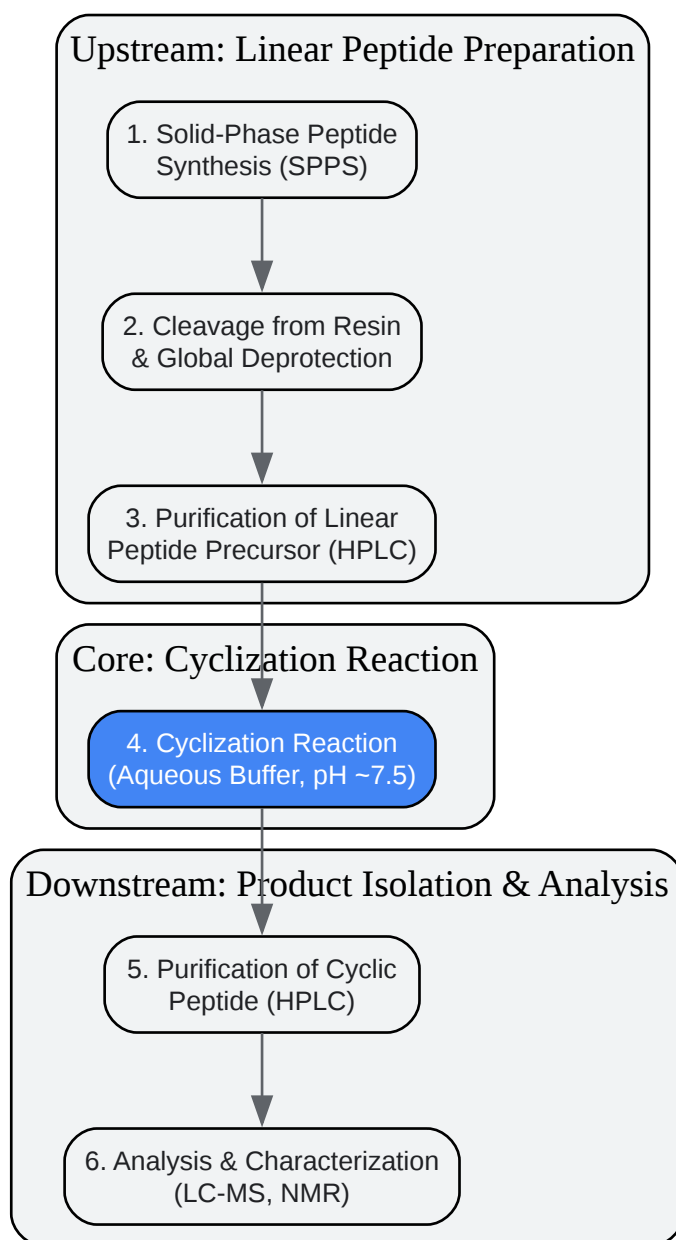 Upstream: Linear Peptide Preparation
1. Solid-Phase Peptide
Synthesis (SPPS)
2. Cleavage from Resin
& Global Deprotection
3. Purification of Linear
Peptide Precursor (HPLC)
Core: Cyclization Reaction
4. Cyclization Reaction
(Aqueous Buffer, pH ~7.5)
Downstream: Product Isolation & Analysis
5. Purification of Cyclic
Peptide (HPLC)
6. Analysis & Characterization
(LC-MS, NMR)